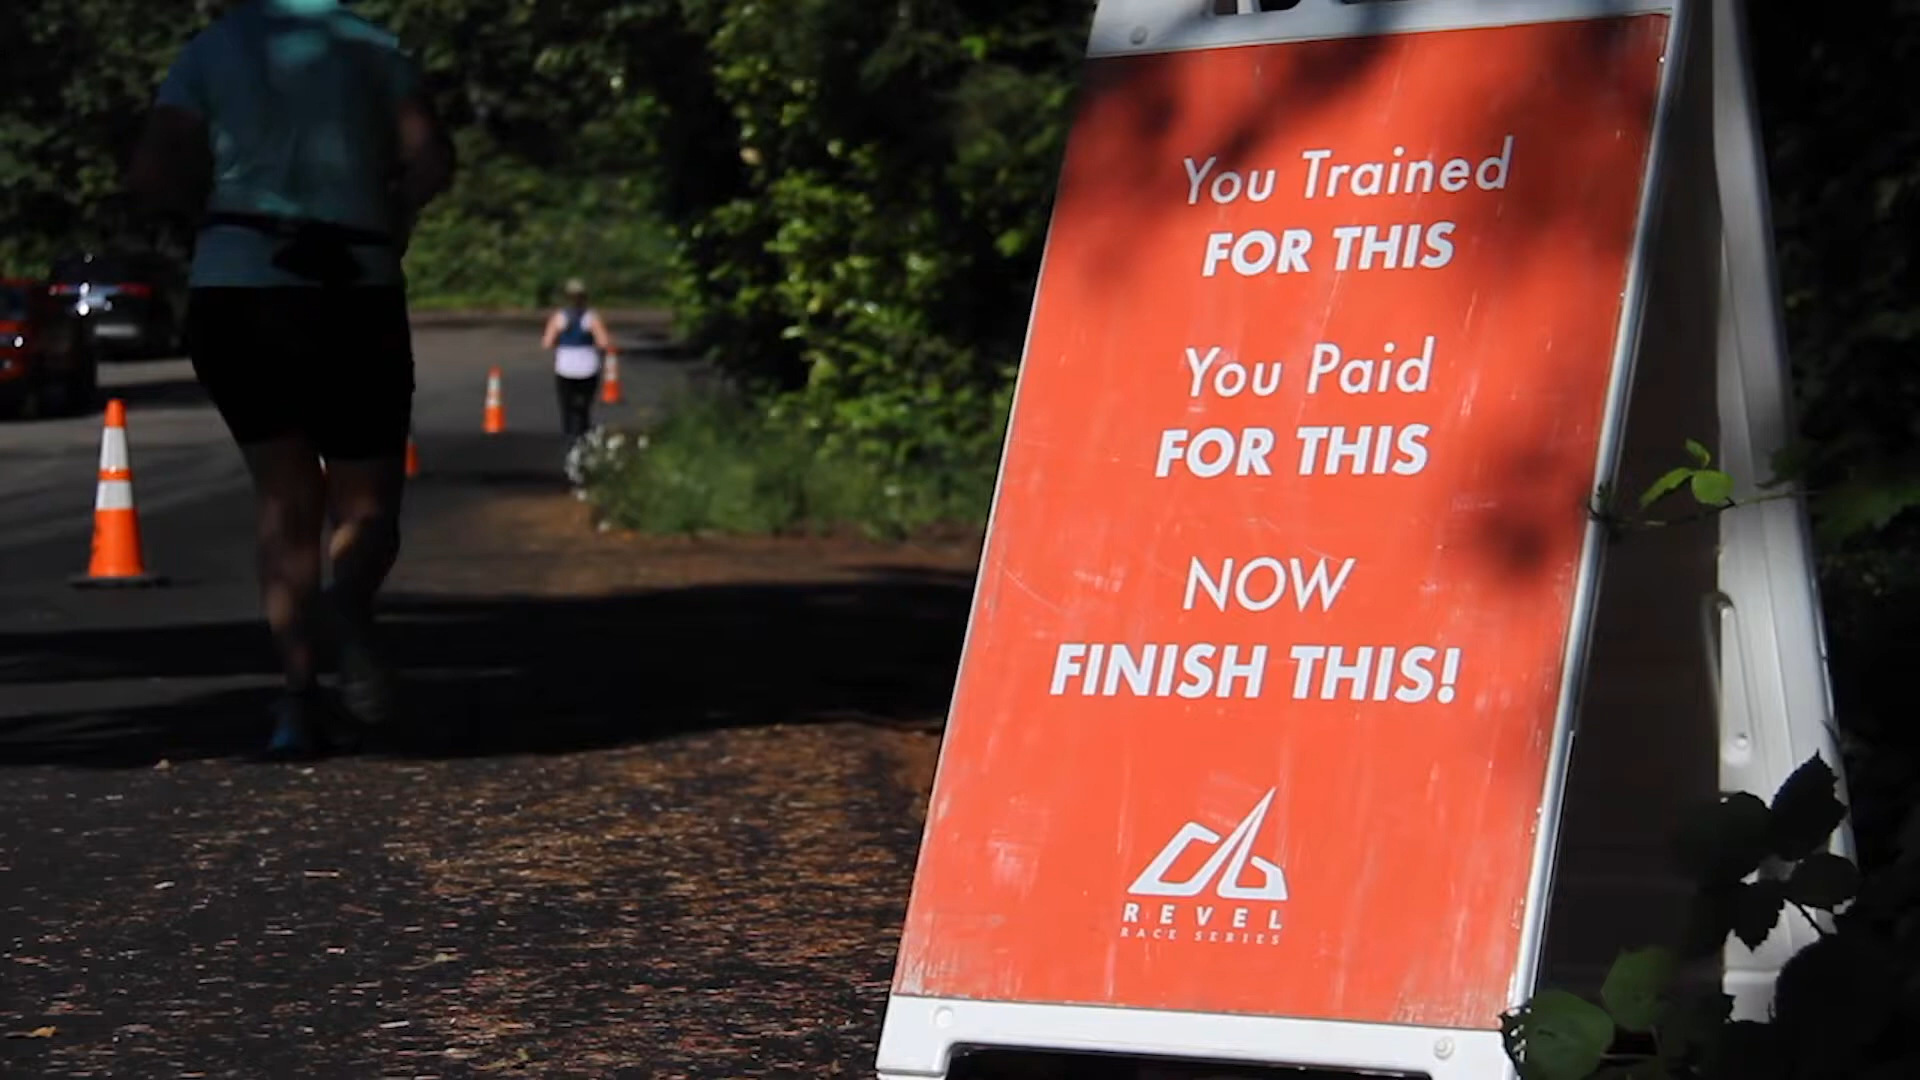 You Trained
FOR THIS
You Paid
FOR THIS
NOW
FINISH THIS!
REVEL
RACE SERIES